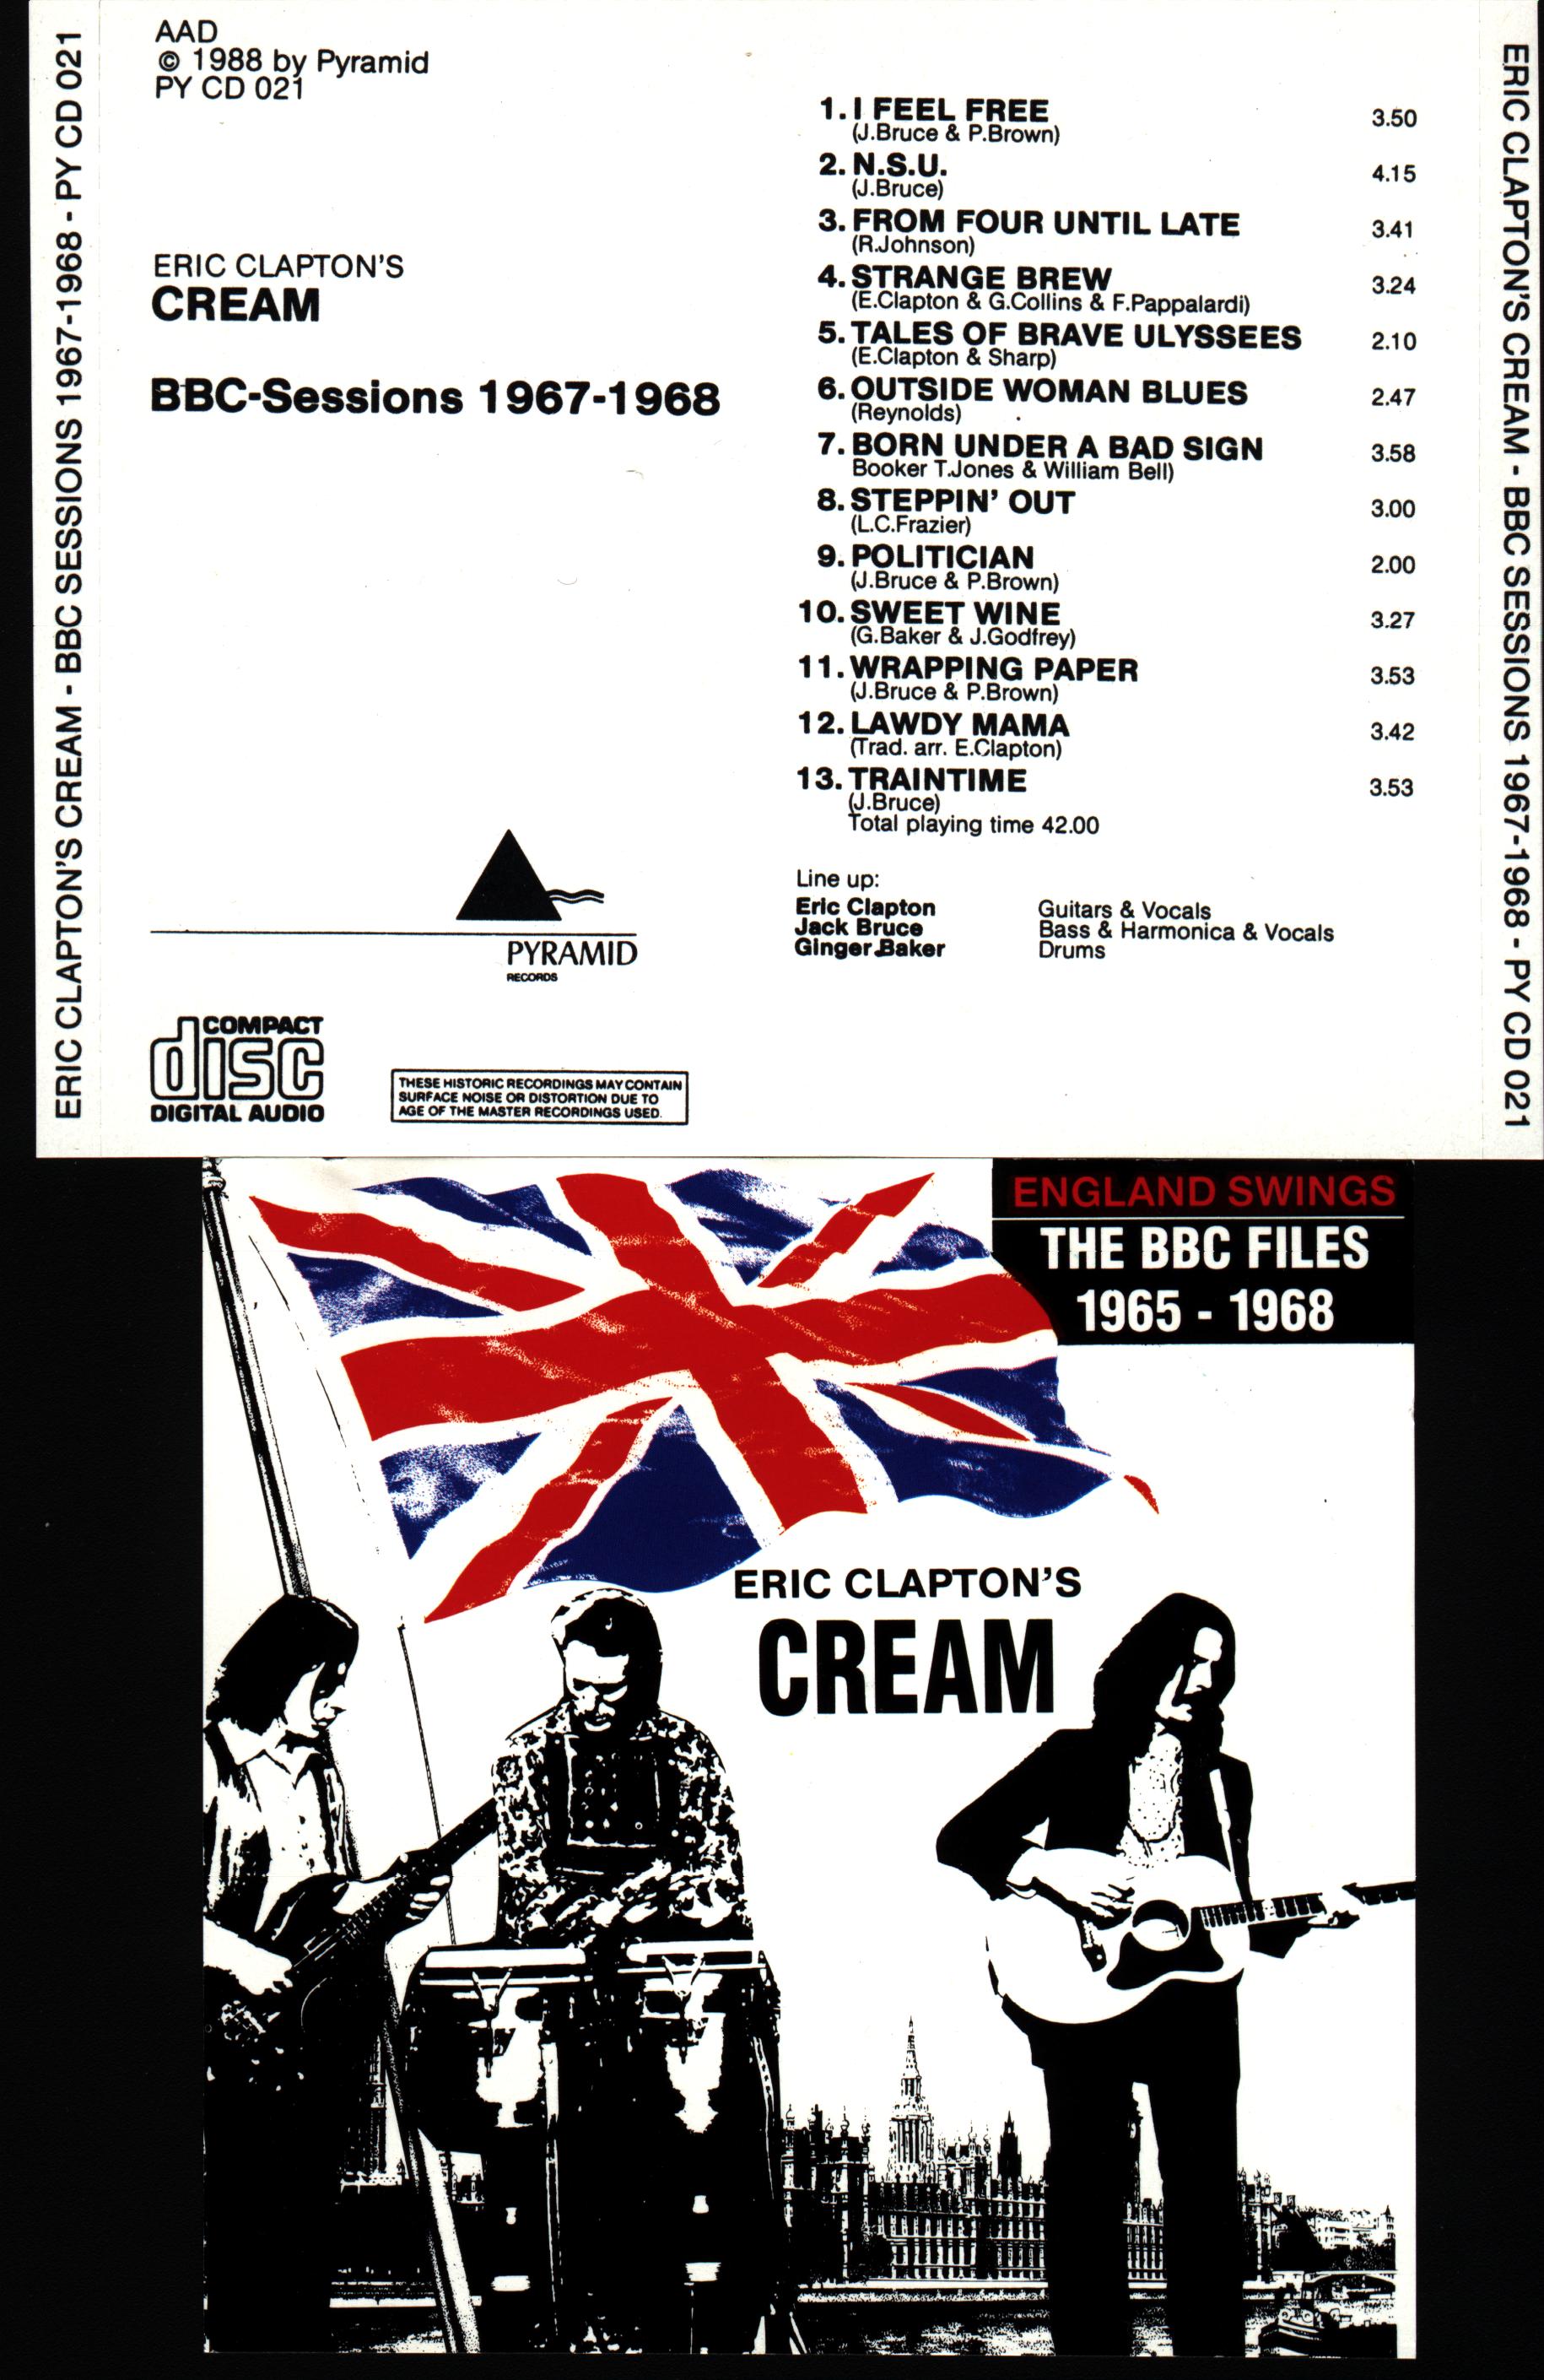 ERIC CLAPTON'S CREAM - BBC SESSIONS 1967-1968 - PY CD 021
AAD
© 1988 by Pyramid
PY CD 021
ERIC CLAPTON'S
CREAM
BBC-Sessions 1967-1968
PYRAMID
RECORDS
COMPACT
disc
DIGITAL AUDIO
THESE HISTORIC RECORDINGS MAY CONTAIN
SURFACE NOISE OR DISTORTION DUE TO
AGE OF THE MASTER RECORDINGS USED.
1. I FEEL FREE 3.50
(J.Bruce & P.Brown)
2. N.S.U. 4.15
(J.Bruce)
3. FROM FOUR UNTIL LATE 3.41
(R.Johnson)
4. STRANGE BREW 3.24
(E.Clapton & G.Collins & F.Pappalardi)
5. TALES OF BRAVE ULYSSEES 2.10
(E.Clapton & Sharp)
6. OUTSIDE WOMAN BLUES 2.47
(Reynolds)
7. BORN UNDER A BAD SIGN 3.58
Booker T.Jones & William Bell)
8. STEPPIN' OUT 3.00
(L.C.Frazier)
9. POLITICIAN 2.00
(J.Bruce & P.Brown)
10. SWEET WINE 3.27
(G.Baker & J.Godfrey)
11. WRAPPING PAPER 3.53
(J.Bruce & P.Brown)
12. LAWDY MAMA 3.42
(Trad. arr. E.Clapton)
13. TRAINTIME 3.53
(J.Bruce)
Total playing time 42.00
Line up:
Eric Clapton Guitars & Vocals
Jack Bruce Bass & Harmonica & Vocals
Ginger Baker Drums
ERIC CLAPTON'S CREAM - BBC SESSIONS 1967-1968 - PY CD 021
ENGLAND SWINGS
THE BBC FILES
1965 - 1968
ERIC CLAPTON'S
CREAM